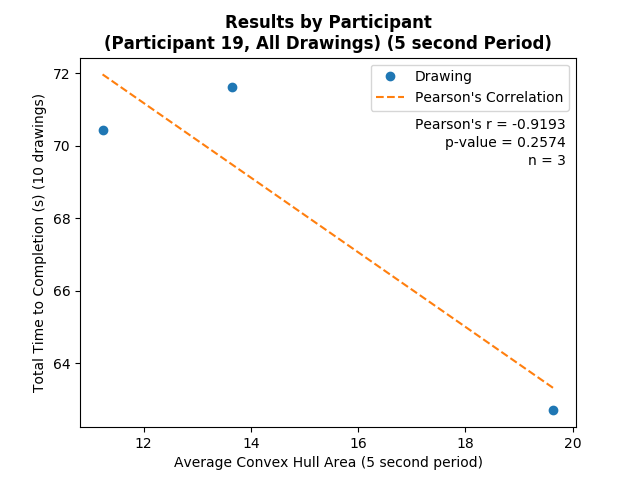 Results by Participant
(Participant 19, All Drawings) (5 second Period)
Drawing
Pearson's Correlation
Pearson's r = -0.9193
p-value = 0.2574
n = 3
72
70
68
66
64
Total Time to Completion (s) (10 drawings)
12 14 16 18 20
Average Convex Hull Area (5 second period)